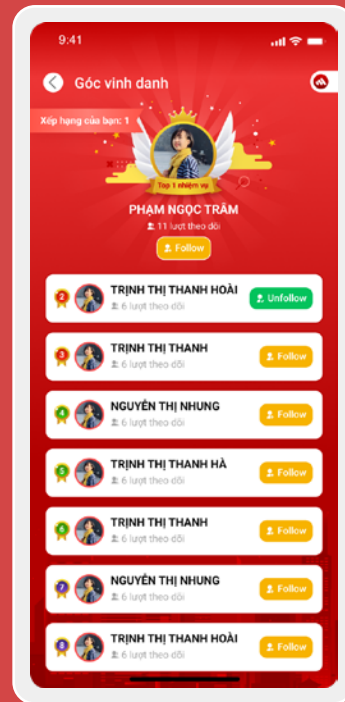 9:41
Góc vinh danh
Xếp hạng của bạn: 1
Top 1 nhiệm vụ
PHẠM NGỌC TRÂM
11 lượt theo dõi
Follow
2
TRỊNH THỊ THANH HOÀI
6 lượt theo dõi
Unfollow
3
TRỊNH THỊ THANH
6 lượt theo dõi
Follow
4
NGUYỄN THỊ NHUNG
6 lượt theo dõi
Follow
5
TRỊNH THỊ THANH HÀ
6 lượt theo dõi
Follow
6
TRỊNH THỊ THANH
6 lượt theo dõi
Follow
7
NGUYỄN THỊ NHUNG
6 lượt theo dõi
Follow
8
TRỊNH THỊ THANH HOÀI
6 lượt theo dõi
Follow